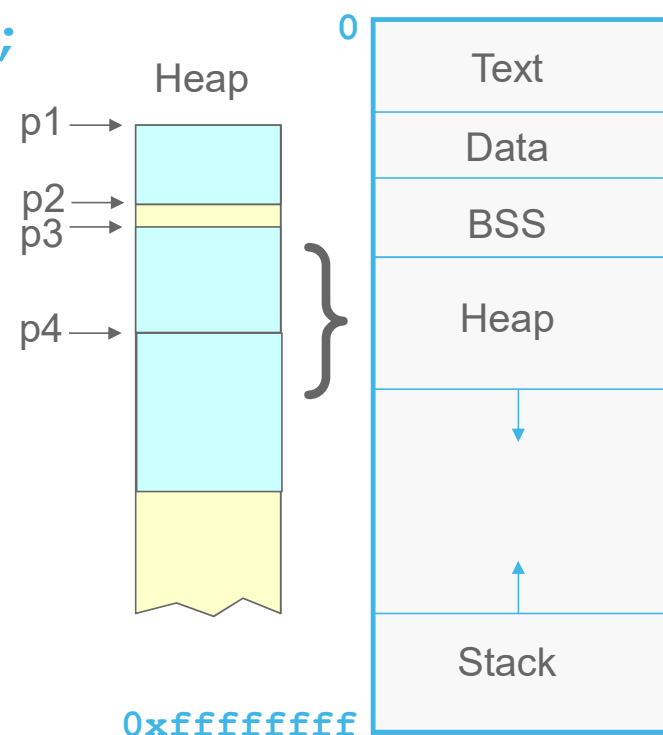 ;
Heap
p1
p2
p3
p4
0
Text
Data
BSS
Heap
Stack
0xffffffff